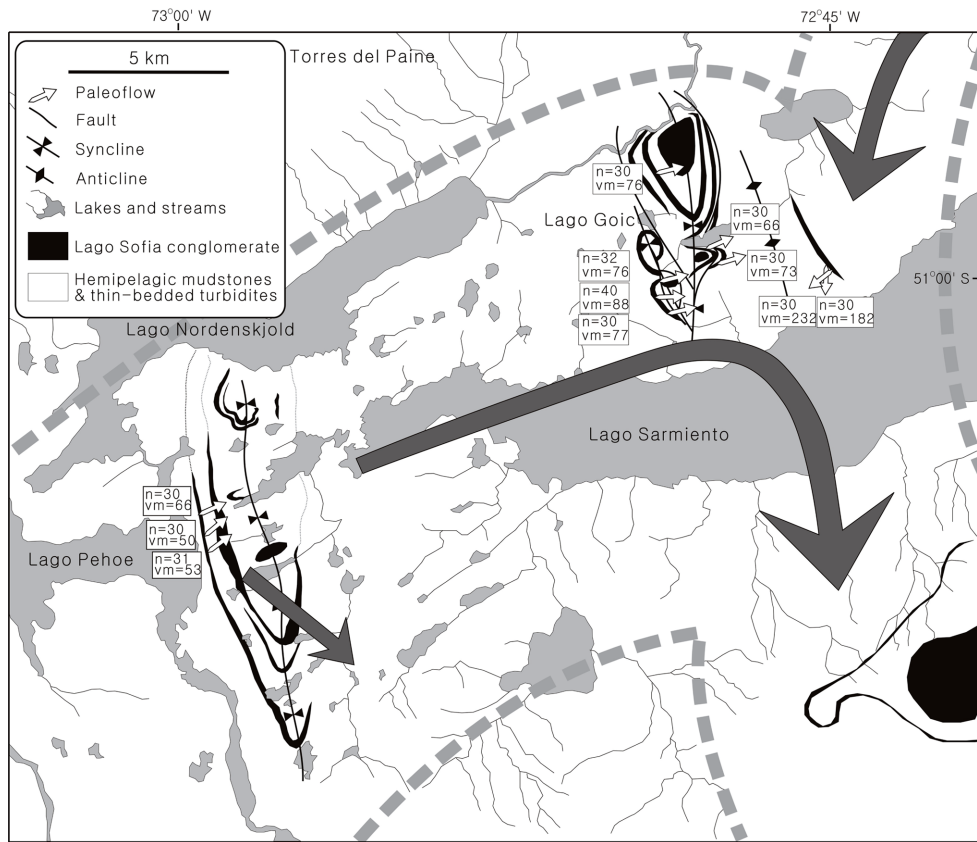 73°00' W
72°45' W
5 km
Paleoflow
Fault
Syncline
Anticline
Lakes and streams
Lago Sofia conglomerate
Hemipelagic mudstones
& thin-bedded turbidites
Torres del Paine
n=30
vm=76
Lago Goic
n=30
vm=66
n=32
vm=76
n=30
vm=73
n=40
vm=88
51°00' S
n=30
vm=232
n=30
vm=182
n=30
vm=77
Lago Nordenskjold
Lago Sarmiento
n=30
vm=66
n=30
vm=50
Lago Pehoe
n=31
vm=53